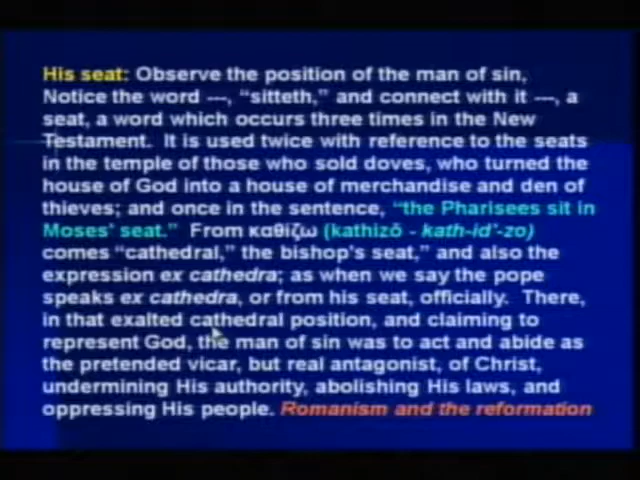 His seat: Observe the position of the man of sin,
Notice the word ---, “sitteth,” and connect with it ---, a
seat, a word which occurs three times in the New
Testament. It is used twice with reference to the seats
in the temple of those who sold doves, who turned the
house of God into a house of merchandise and den of
thieves; and once in the sentence, “the Pharisees sit in
Moses’ seat.” From καθίζω (kathizō - kath-id'-zo)
comes “cathedral,” the bishop’s seat,” and also the
expression ex cathedra; as when we say the pope
speaks ex cathedra, or from his seat, officially. There,
in that exalted cathedral position, and claiming to
represent God, the man of sin was to act and abide as
the pretended vicar, but real antagonist, of Christ,
undermining His authority, abolishing His laws, and
oppressing His people. Romanism and the reformation